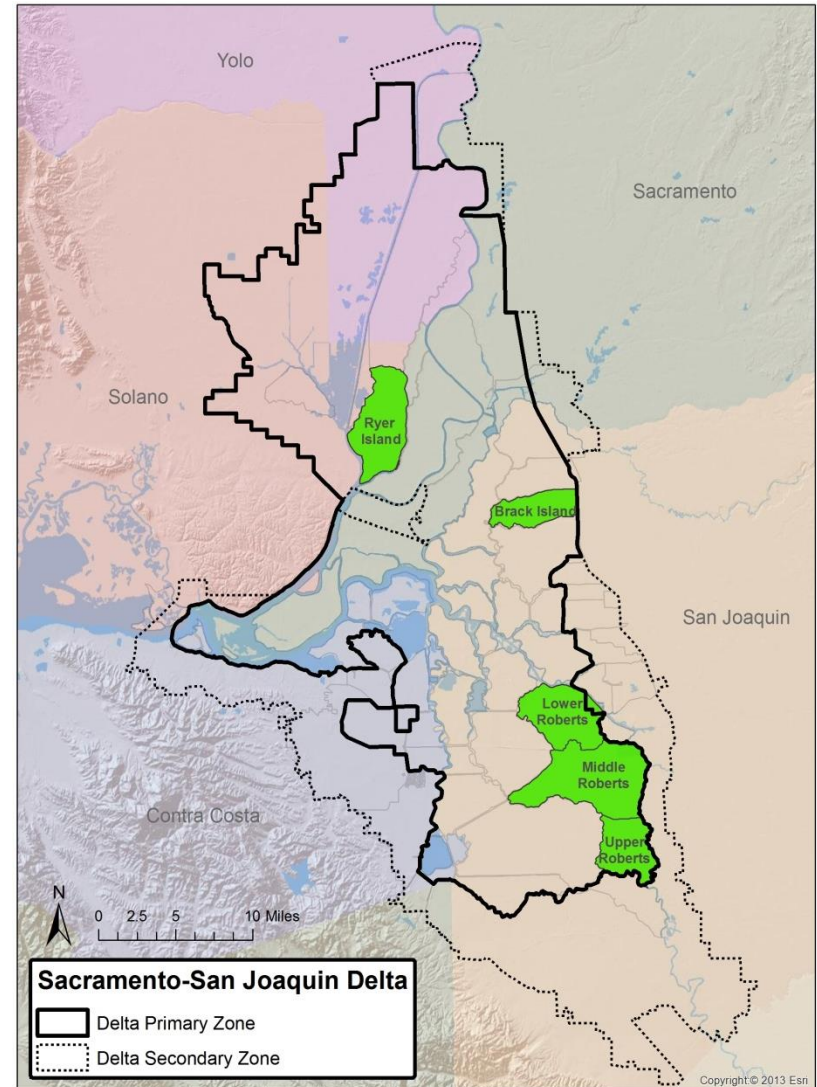 Yolo
Sacramento
Solano
Ryer
Island
Brack Island
San Joaquin
Lower
Roberts
Middle
Roberts
Contra Costa
Upper
Roberts
N
0 2.5 5 10 Miles
Sacramento-San Joaquin Delta
Delta Primary Zone
Delta Secondary Zone
Copyright:© 2013 Esri